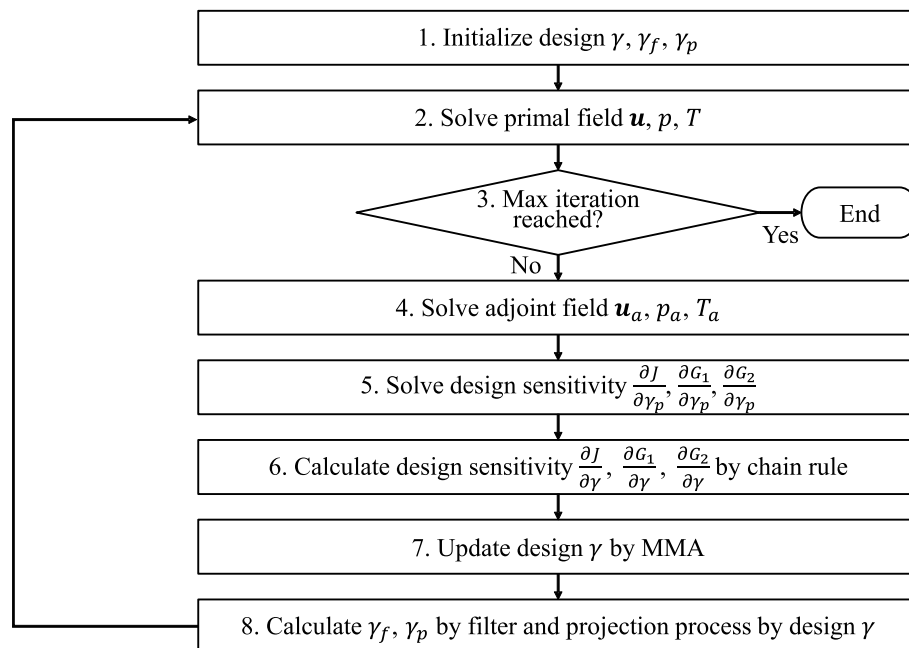 1. Initialize design γ, γ_f, γ_p
2. Solve primal field 𝒖, p, T
3. Max iteration
reached?
End
Yes
No
4. Solve adjoint field 𝒖_a, p_a, T_a
5. Solve design sensitivity ∂J/∂γ_p, ∂G_1/∂γ_p, ∂G_2/∂γ_p
6. Calculate design sensitivity ∂J/∂γ, ∂G_1/∂γ, ∂G_2/∂γ by chain rule
7. Update design γ by MMA
8. Calculate γ_f, γ_p by filter and projection process by design γ